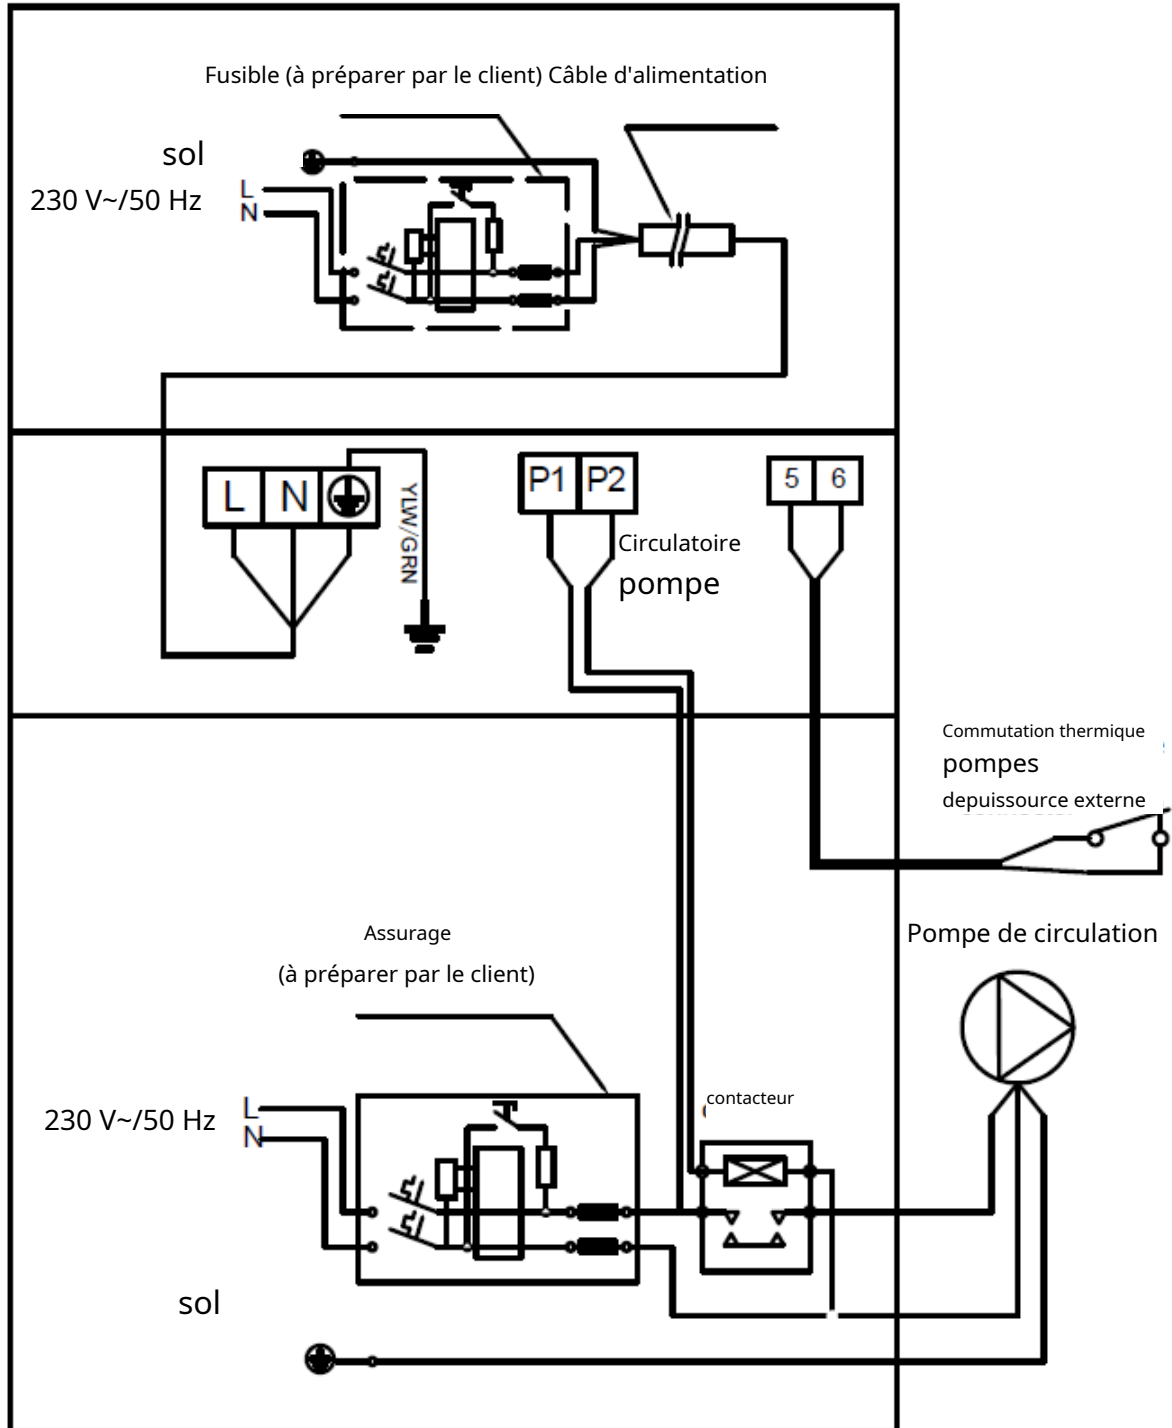 Fusible (à préparer par le client) Câble d'alimentation
sol
230 V~/50 Hz
L
N
L N
YLW/GRN
P1 P2
5 6
Circulatoire
pompe
Commutation thermique
pompes
depuissource externe
Assurage
(à préparer par le client)
Pompe de circulation
contacteur
230 V~/50 Hz
L
N
sol